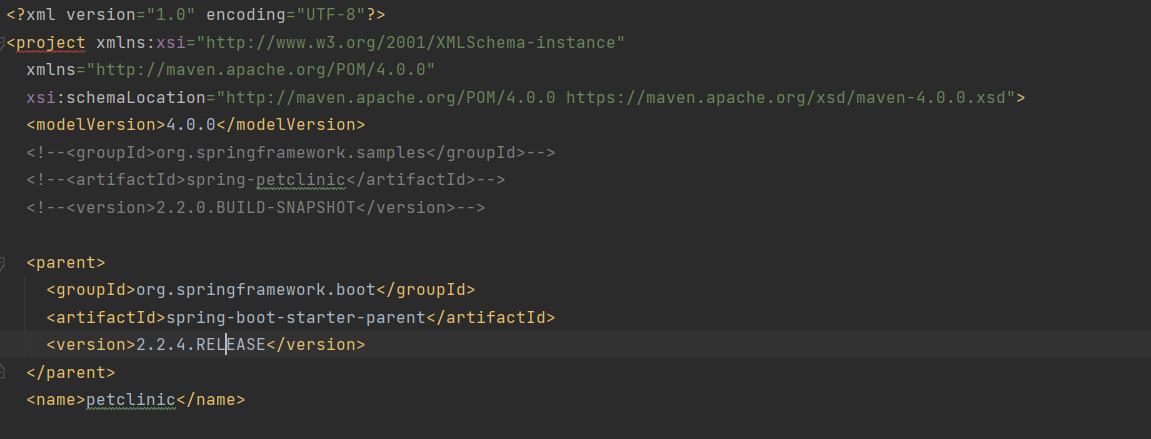 <?xml version="1.0" encoding="UTF-8"?>
<project xmlns:xsi="http://www.w3.org/2001/XMLSchema-instance"
xmlns="http://maven.apache.org/POM/4.0.0"
xsi:schemaLocation="http://maven.apache.org/POM/4.0.0 https://maven.apache.org/xsd/maven-4.0.0.xsd">
<modelVersion>4.0.0</modelVersion>
<!--<groupId>org.springframework.samples</groupId>-->
<!--<artifactId>spring-petclinic</artifactId>-->
<!--<version>2.2.0.BUILD-SNAPSHOT</version>-->
<parent>
<groupId>org.springframework.boot</groupId>
<artifactId>spring-boot-starter-parent</artifactId>
<version>2.2.4.RELEASE</version>
</parent>
<name>petclinic</name>